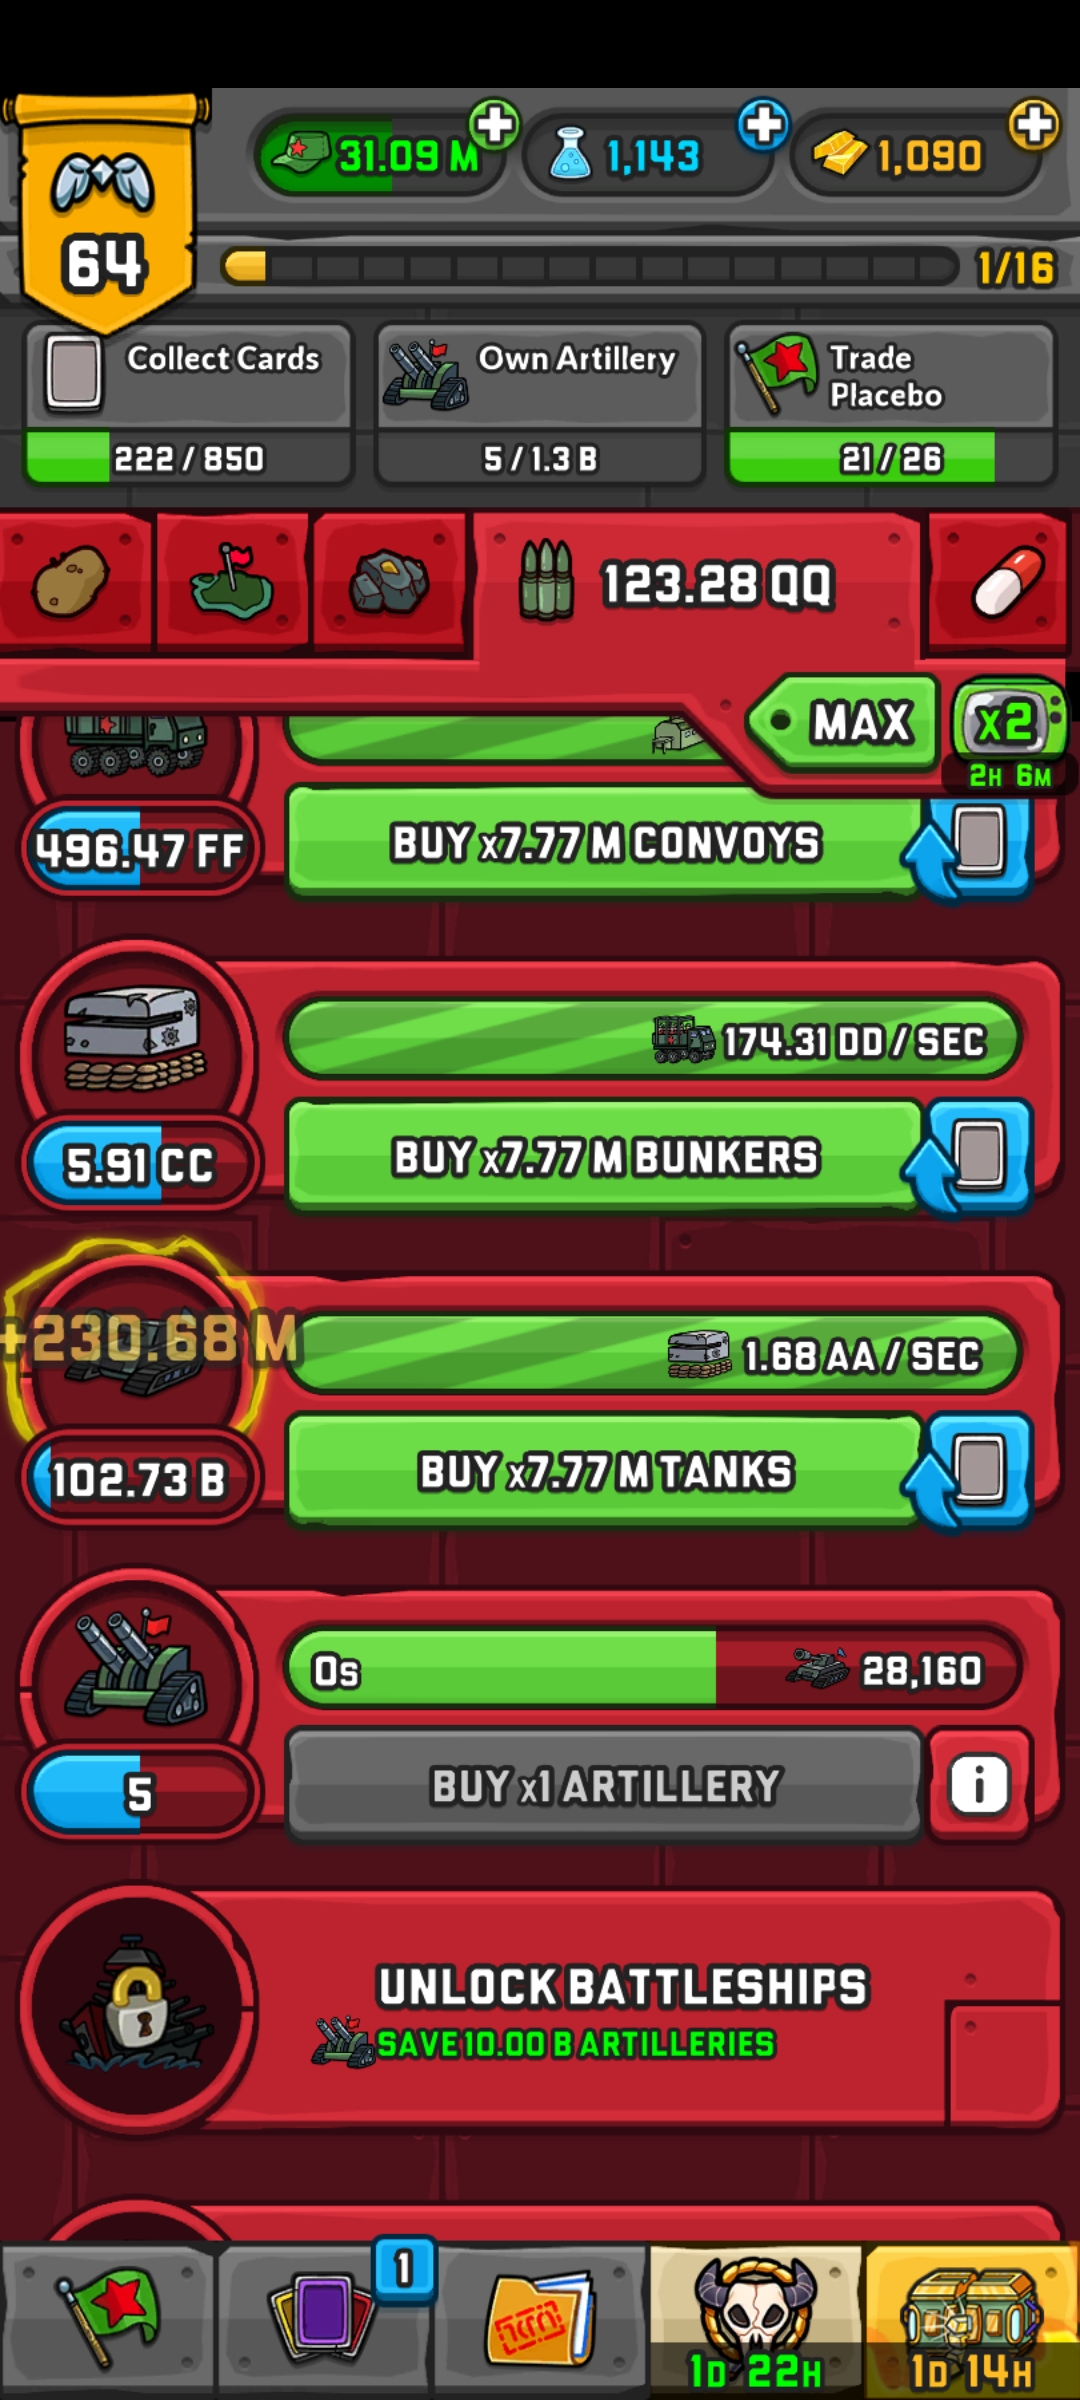 31.09 M
1,143
1,090
64
1/16
Collect Cards
222 / 850
Own Artillery
5 / 1.3 B
Trade
Placebo
21 / 26
123.28 QQ
MAX
x2
2H 6M
496.47 FF
BUY x7.77 M CONVOYS
174.31 DD / SEC
5.91 CC
BUY x7.77 M BUNKERS
+230.68 M
1.68 AA / SEC
102.73 B
BUY x7.77 M TANKS
0s
28,160
5
BUY x1 ARTILLERY
i
UNLOCK BATTLESHIPS
SAVE 10.00 B ARTILLERIES
1
1D 22H
1D 14H